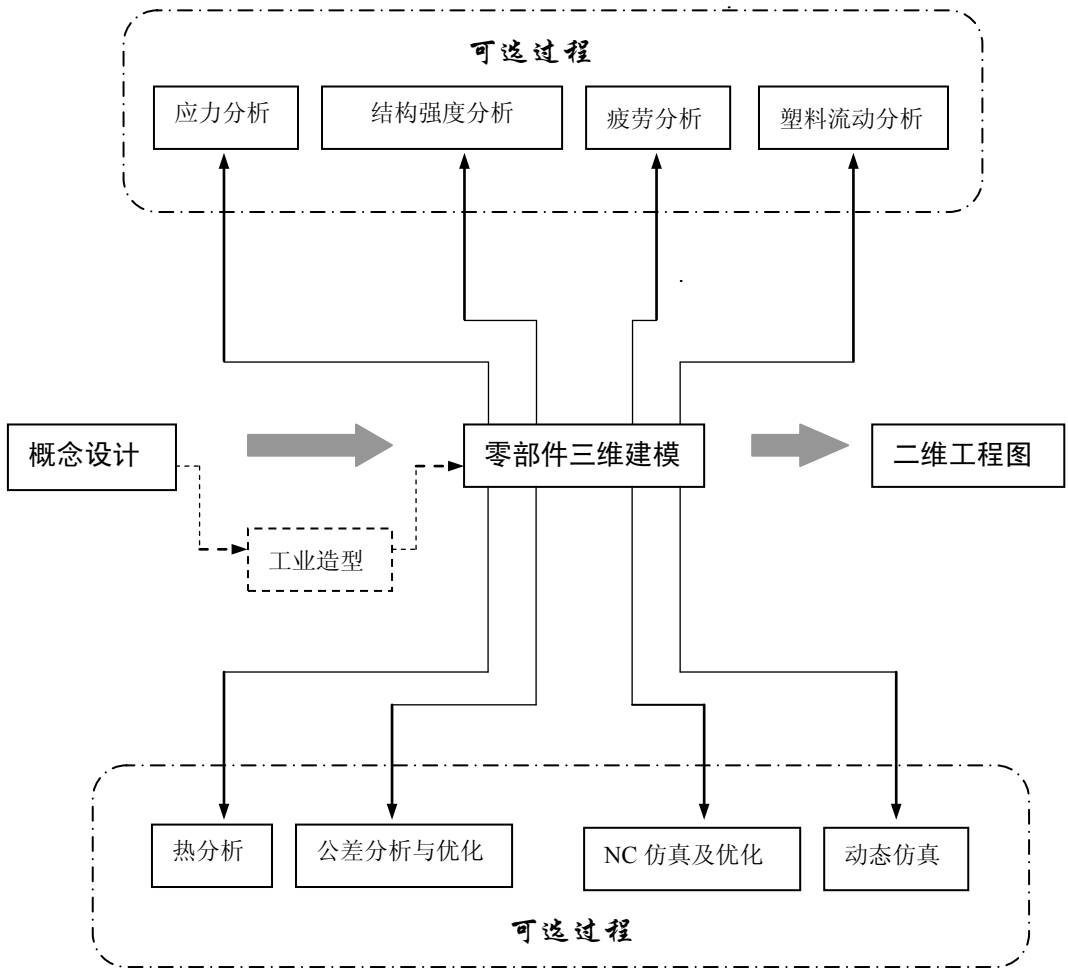 可选过程
应力分析
结构强度分析
疲劳分析
塑料流动分析
概念设计
零部件三维建模
二维工程图
工业造型
热分析
公差分析与优化
NC 仿真及优化
动态仿真
可选过程